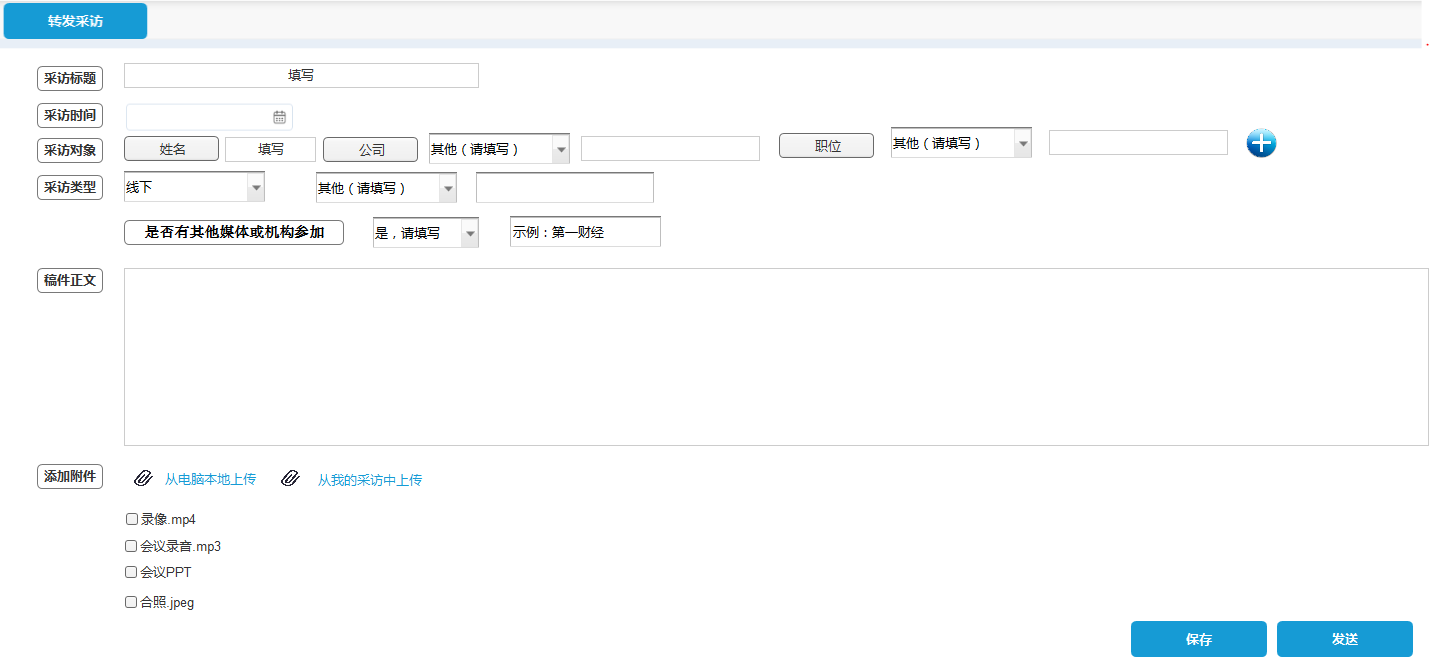 转发采访
采访标题 填写
采访时间
采访对象 姓名 填写 公司 其他（请填写） 职位 其他（请填写）
采访类型 线下 其他（请填写）
是否有其他媒体或机构参加 是，请填写 示例：第一财经
稿件正文
添加附件 从电脑本地上传 从我的采访中上传
录像.mp4
会议录音.mp3
会议PPT
合照.jpeg
保存 发送